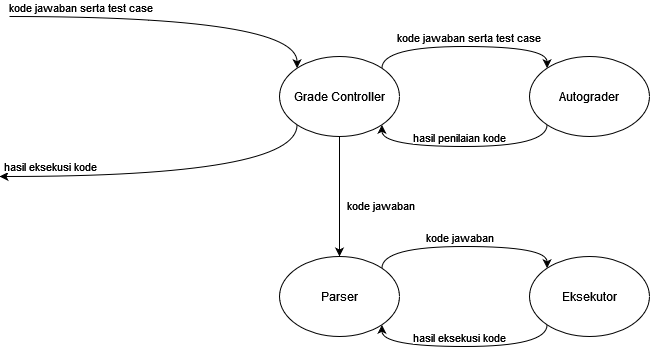 kode jawaban serta test case
kode jawaban serta test case
Grade Controller
Autograder
hasil penilaian kode
hasil eksekusi kode
kode jawaban
kode jawaban
Parser
Eksekutor
hasil eksekusi kode